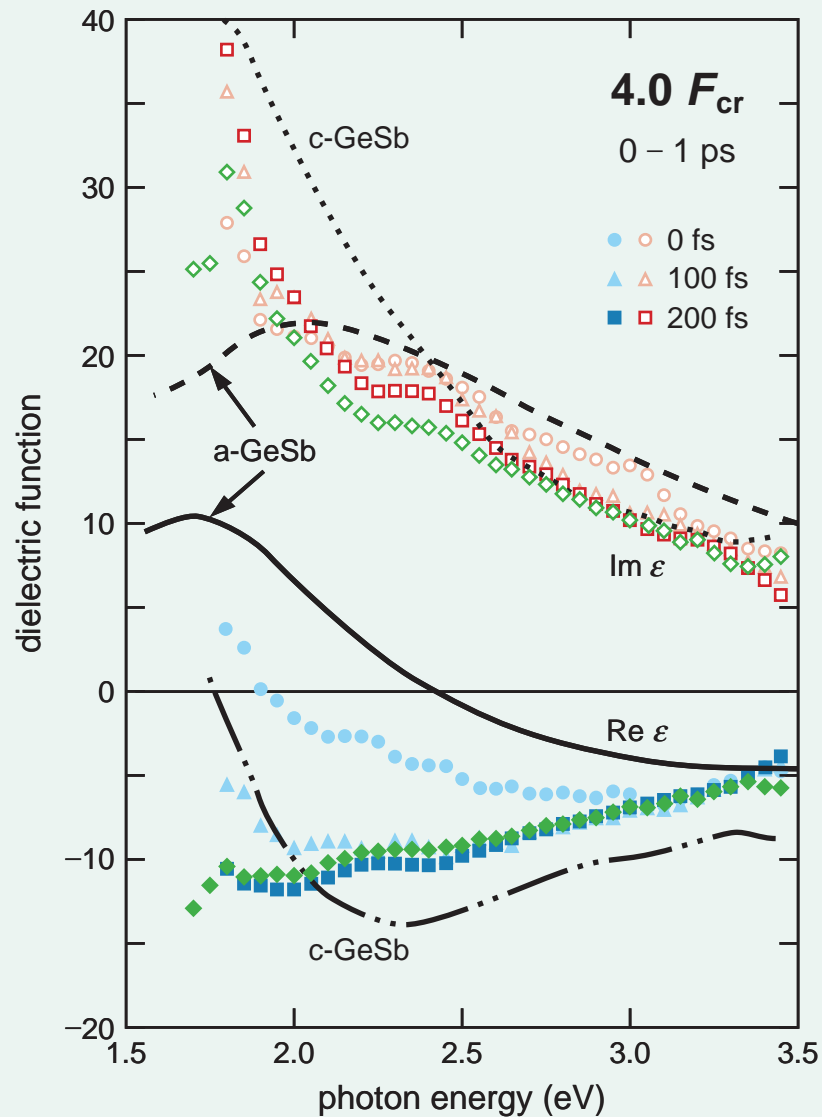 40
30
20
10
0
−10
−20
1.5 2.0 2.5 3.0 3.5
dielectric function
photon energy (eV)
4.0 Fcr
0 – 1 ps
0 fs
100 fs
200 fs
c-GeSb
a-GeSb
Im ε
Re ε
c-GeSb